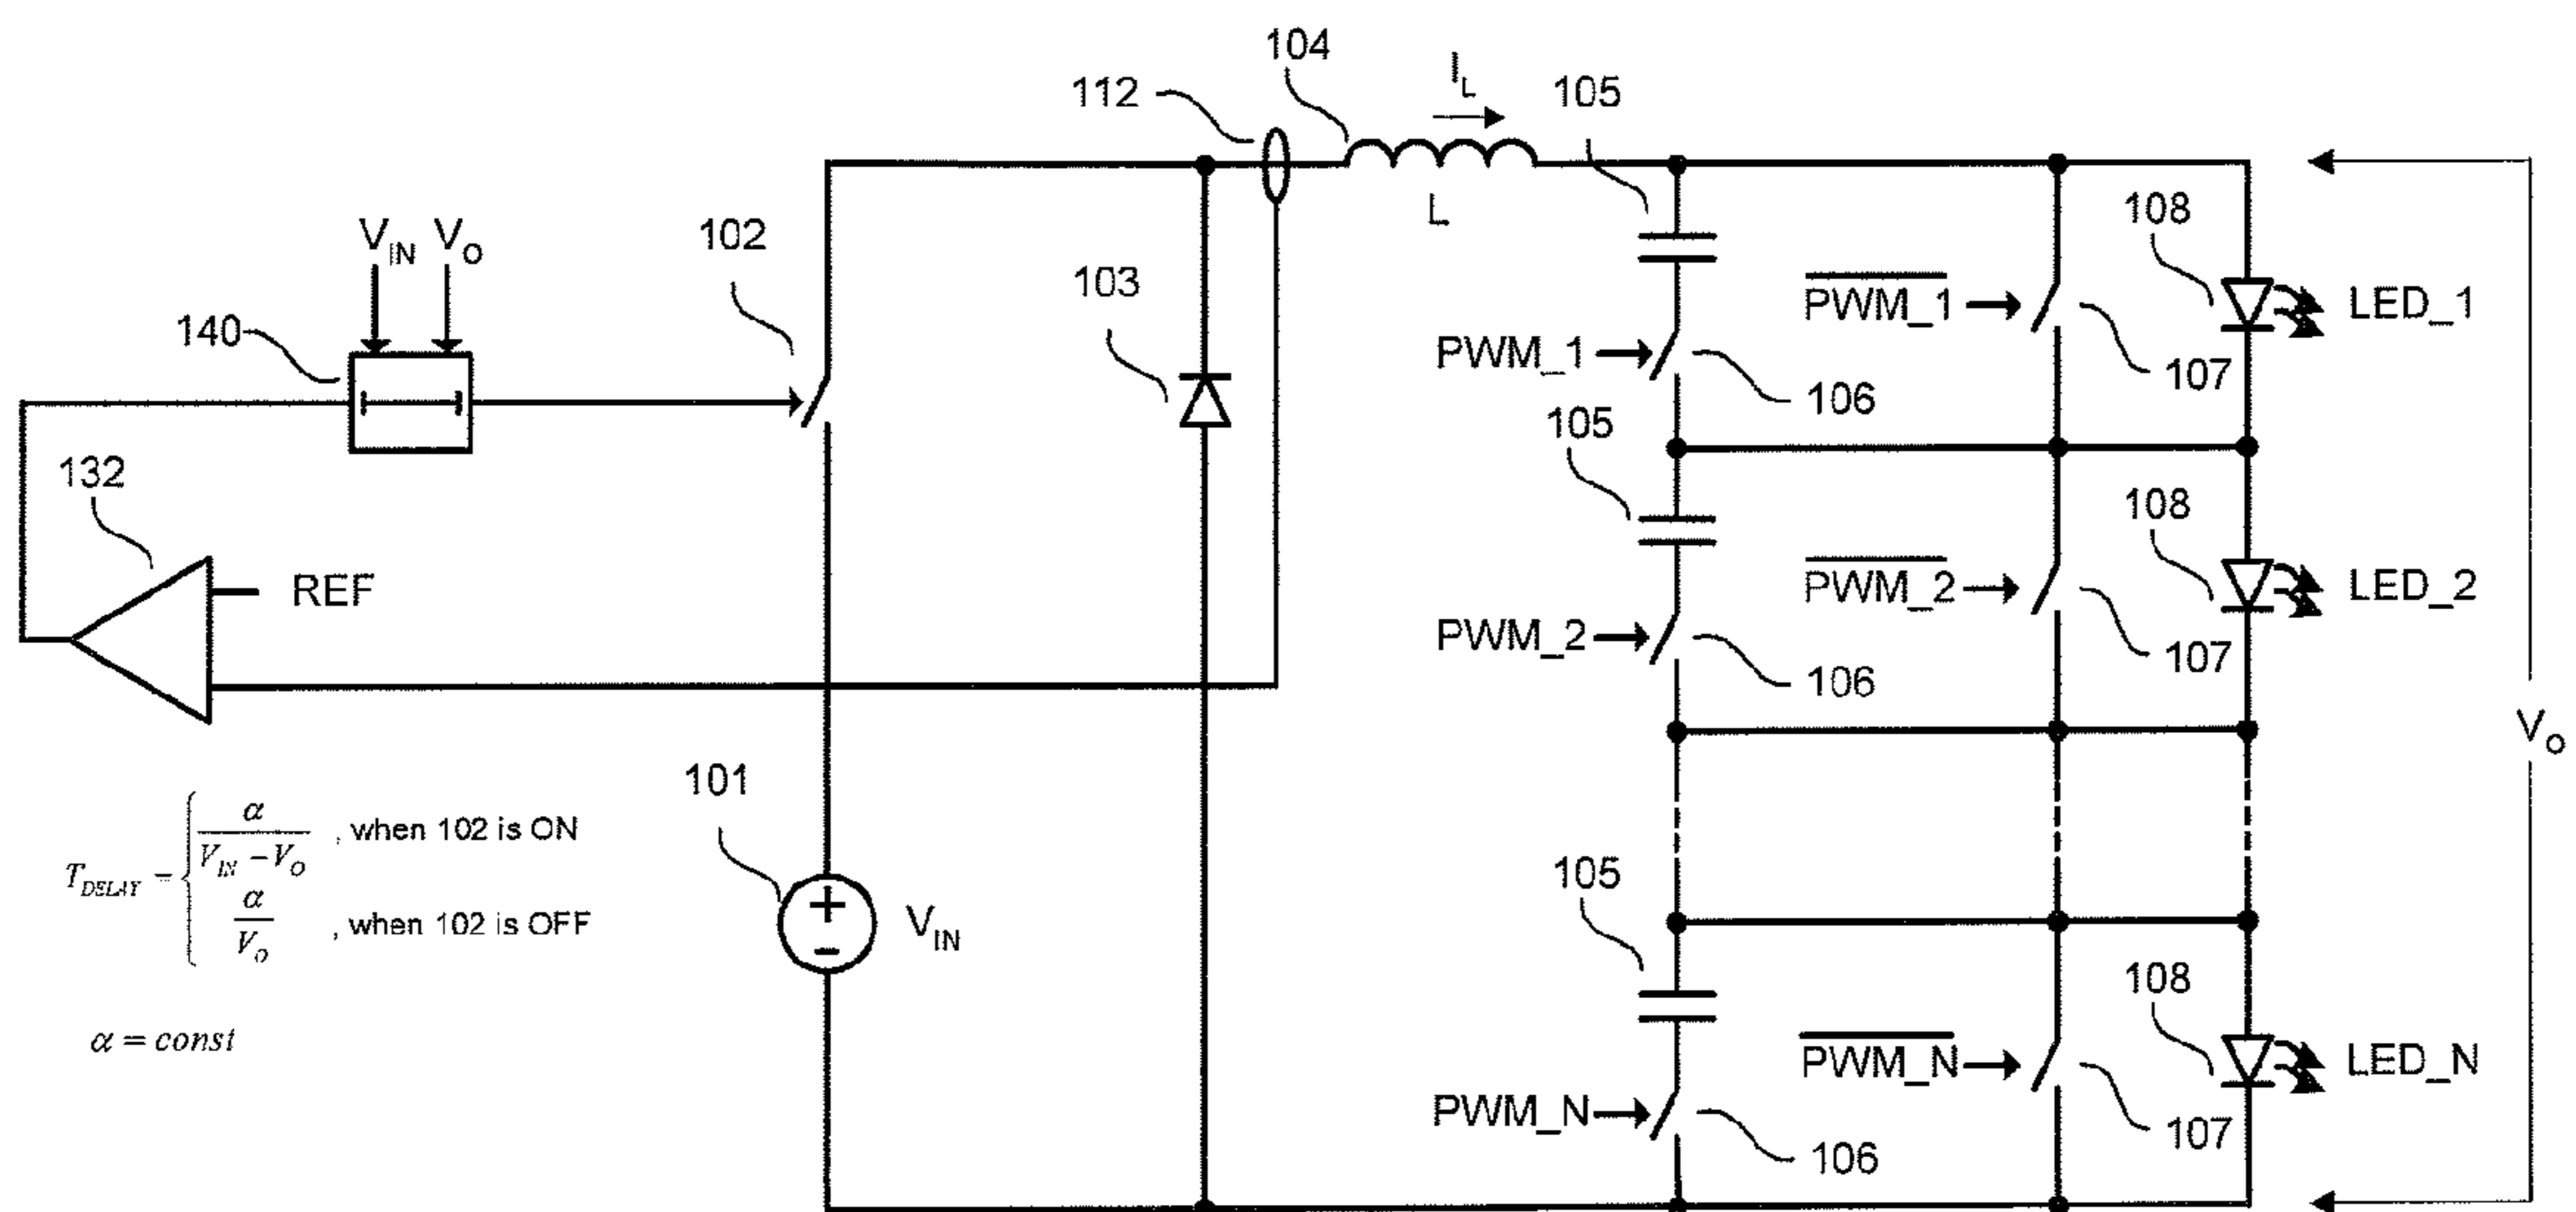 104
I_L
112
105
L
V_IN V_O
102
108
140
103
PWM_1
LED_1
PWM_1
107
106
105
132
REF
108
PWM_2
LED_2
PWM_2
107
106
101
V_O
T_DELAY = { α / (V_IN − V_O) , when 102 is ON
α / V_O , when 102 is OFF
+
-
V_IN
105
108
α = const
PWM_N
LED_N
PWM_N
107
106